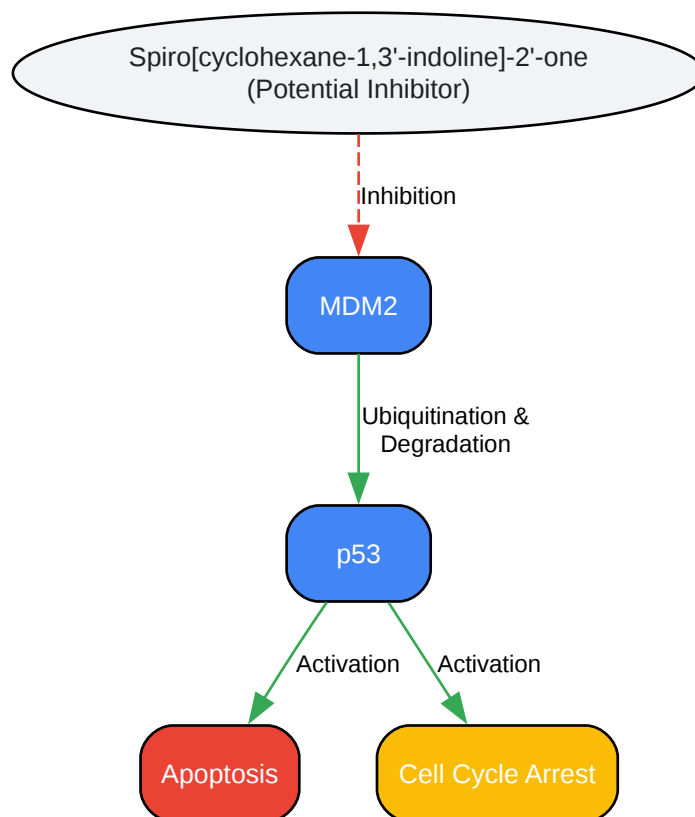 Spiro[cyclohexane-1,3'-indoline]-2'-one
(Potential Inhibitor)
Inhibition
MDM2
Ubiquitination &
Degradation
p53
Activation
Activation
Apoptosis
Cell Cycle Arrest